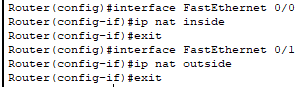 Router(config)#interface FastEthernet 0/0
Router(config-if)#ip nat inside
Router(config-if)#exit
Router(config)#interface FastEthernet 0/1
Router(config-if)#ip nat outside
Router(config-if)#exit